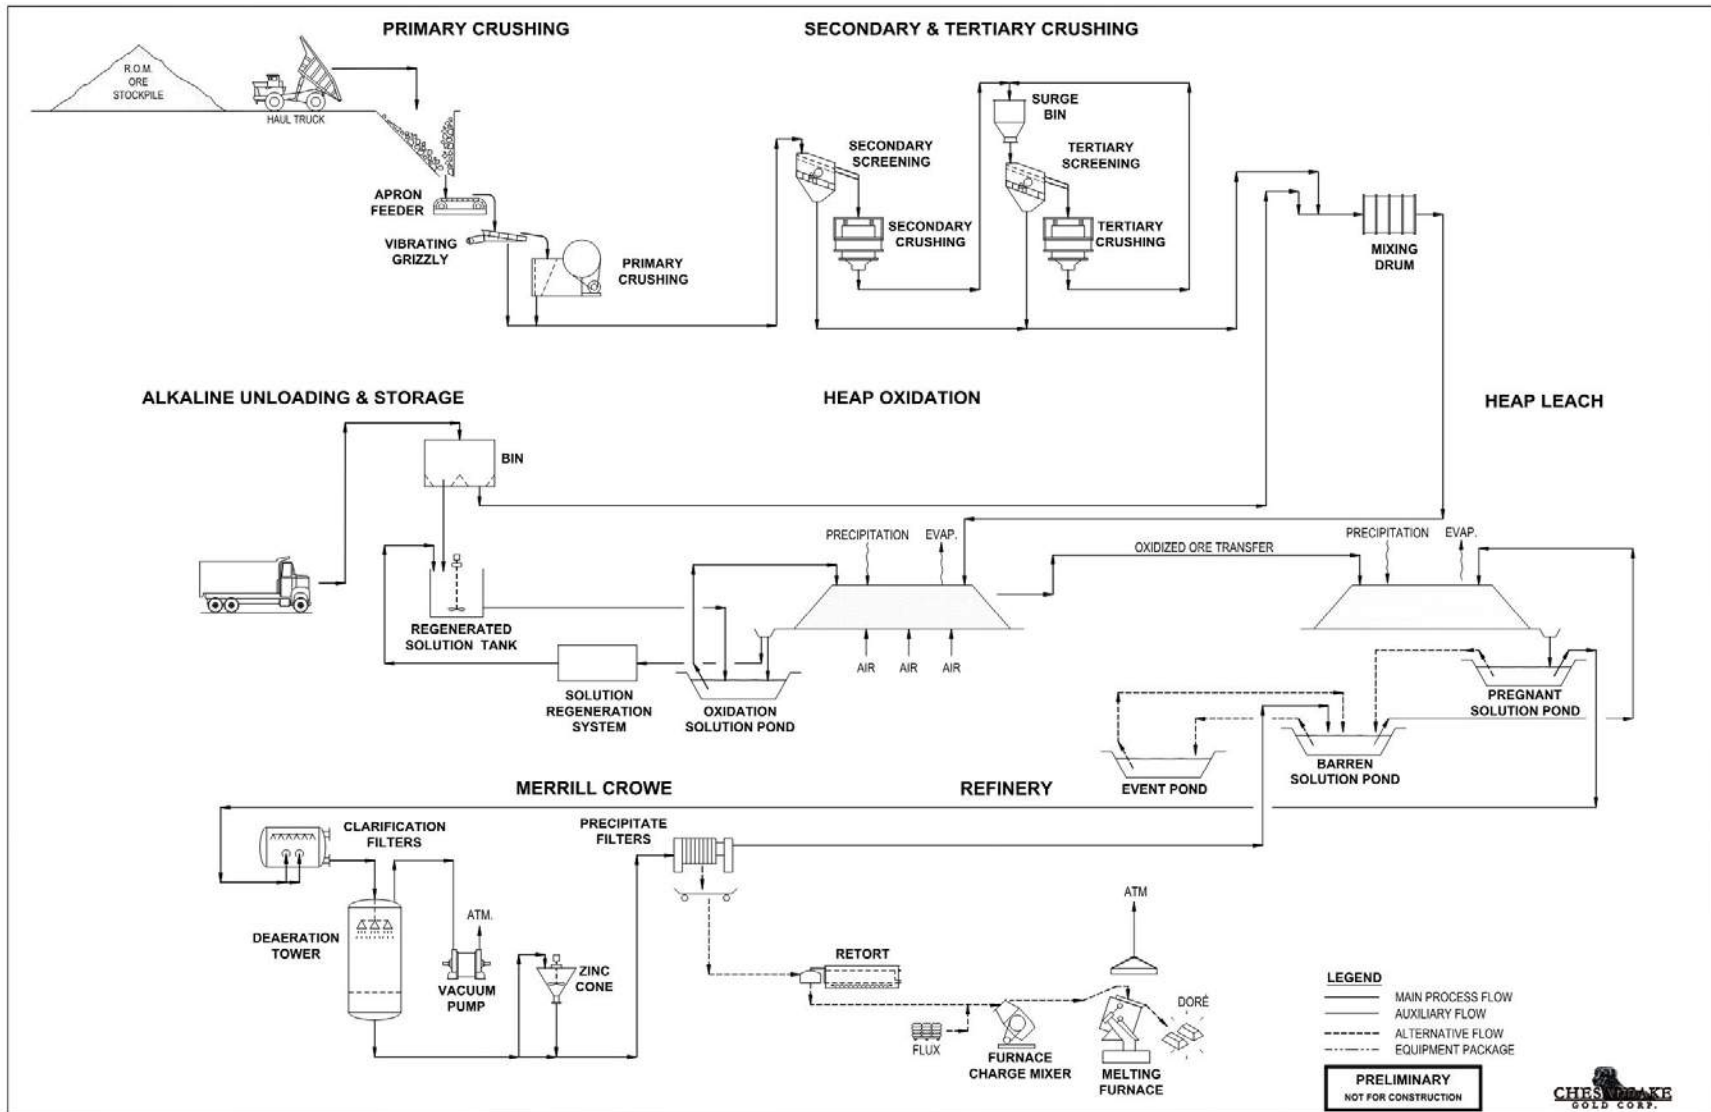 PRIMARY CRUSHING
SECONDARY & TERTIARY CRUSHING
R.O.M.
ORE
STOCKPILE
HAUL TRUCK
APRON
FEEDER
VIBRATING
GRIZZLY
PRIMARY
CRUSHING
SECONDARY
SCREENING
SECONDARY
CRUSHING
SURGE
BIN
TERTIARY
SCREENING
TERTIARY
CRUSHING
MIXING
DRUM
ALKALINE UNLOADING & STORAGE
HEAP OXIDATION
HEAP LEACH
BIN
REGENERATED
SOLUTION TANK
SOLUTION
REGENERATION
SYSTEM
OXIDATION
SOLUTION POND
PRECIPITATION
EVAP.
AIR
AIR
AIR
OXIDIZED ORE TRANSFER
PRECIPITATION
EVAP.
PREGNANT
SOLUTION POND
BARREN
SOLUTION POND
EVENT POND
MERRILL CROWE
REFINERY
CLARIFICATION
FILTERS
DEAERATION
TOWER
ATM.
VACUUM
PUMP
ZINC
CONE
PRECIPITATE
FILTERS
RETORT
FLUX
FURNACE
CHARGE MIXER
ATM
MELTING
FURNACE
DORÉ
LEGEND
MAIN PROCESS FLOW
AUXILIARY FLOW
ALTERNATIVE FLOW
EQUIPMENT PACKAGE
PRELIMINARY
NOT FOR CONSTRUCTION
CHESAPEAKE
GOLD CORP.